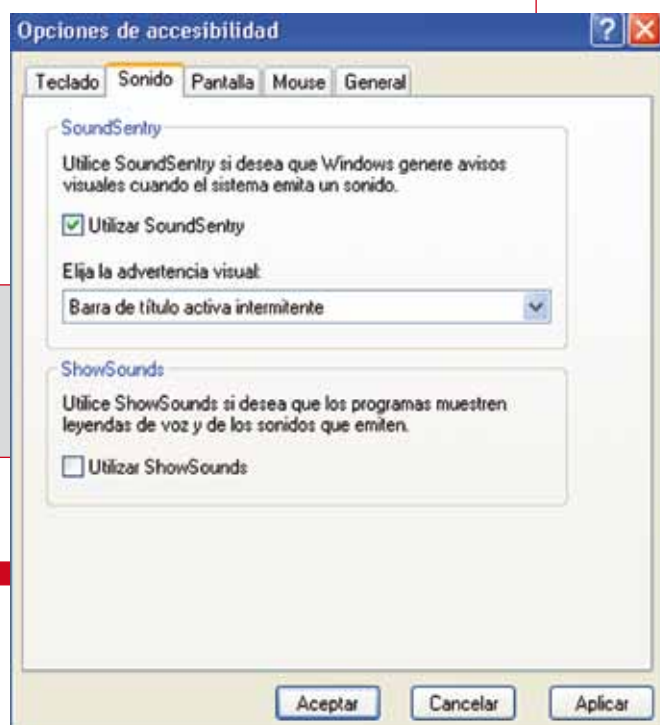 Opciones de accesibilidad
Teclado Sonido Pantalla Mouse General
SoundSentry
Utilice SoundSentry si desea que Windows genere avisos
visuales cuando el sistema emita un sonido.
Utilizar SoundSentry
Elija la advertencia visual:
Barra de título activa intermitente
ShowSounds
Utilice ShowSounds si desea que los programas muestren
leyendas de voz y de los sonidos que emiten.
Utilizar ShowSounds
Aceptar Cancelar Aplicar